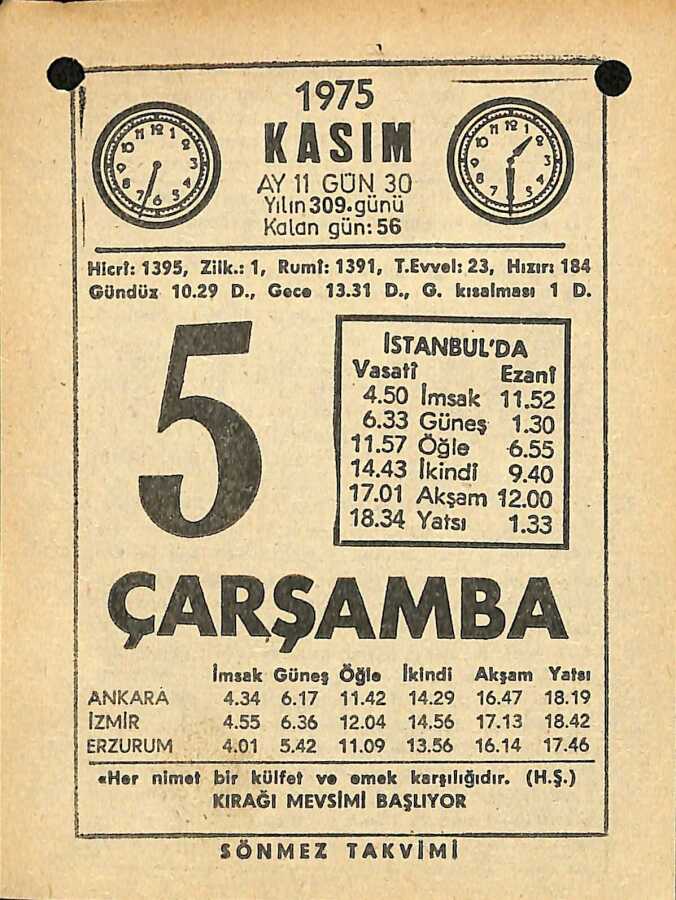 1975
KASIM
AY 11 GÜN 30
Yılın 309. günü
Kalan gün: 56
Hicrî: 1395, Zilk.: 1, Rumî: 1391, T.Evvel: 23, Hızır: 184
Gündüz 10.29 D., Gece 13.31 D., G. kısalması 1 D.
5
İSTANBUL'DA
Vasatî Ezanî
4.50 İmsak 11.52
6.33 Güneş 1.30
11.57 Öğle 6.55
14.43 İkindî 9.40
17.01 Akşam 12.00
18.34 Yatsı 1.33
ÇARŞAMBA
İmsak Güneş Öğle İkindi Akşam Yatsı
ANKARA 4.34 6.17 11.42 14.29 16.47 18.19
İZMİR 4.55 6.36 12.04 14.56 17.13 18.42
ERZURUM 4.01 5.42 11.09 13.56 16.14 17.46
«Her nimet bir külfet ve emek karşılığıdır. (H.Ş.)
KIRAĞI MEVSİMİ BAŞLIYOR
SÖNMEZ TAKVİMİ